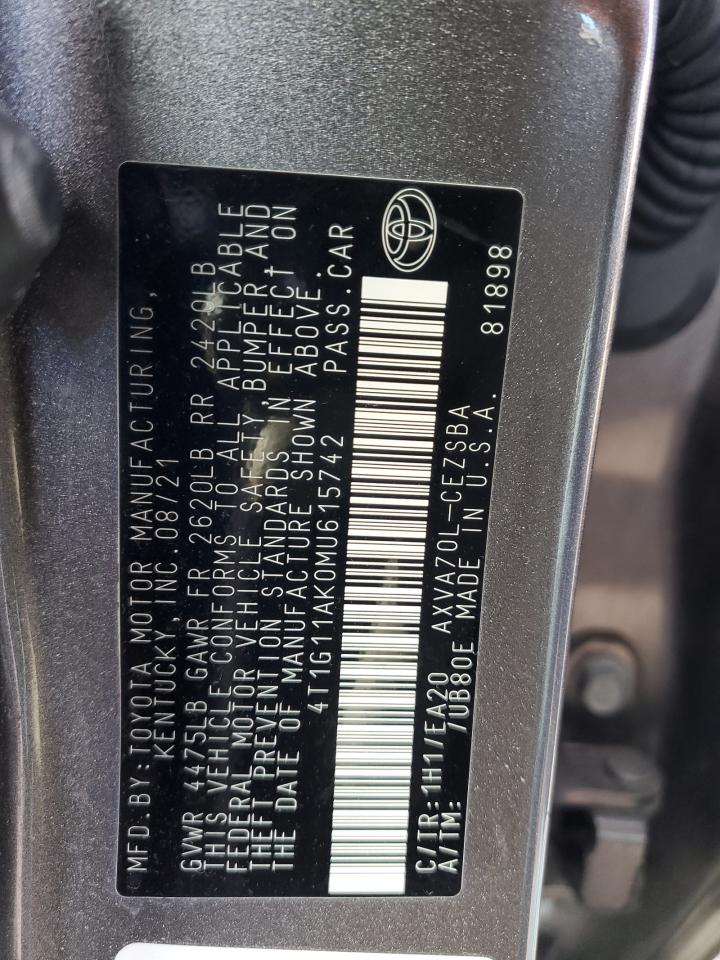 MFD.BY:TOYOTA MOTOR MANUFACTURING,
KENTUCKY, INC.08/21
GVWR 4475LB GAWR FR 2620LB RR 2420LB
THIS VEHICLE CONFORMS TO ALL APPLICABLE
FEDERAL MOTOR VEHICLE SAFETY,BUMPER,AND
THEFT PREVENTION STANDARDS IN EFFECT ON
THE DATE OF MANUFACTURE SHOWN ABOVE.
4T1G11AK0MU615742 PASS.CAR
C/TR:1H1/EA20 AXVA70L-CEZSBA
A/TM: /UB80E MADE IN U.S.A. 81898